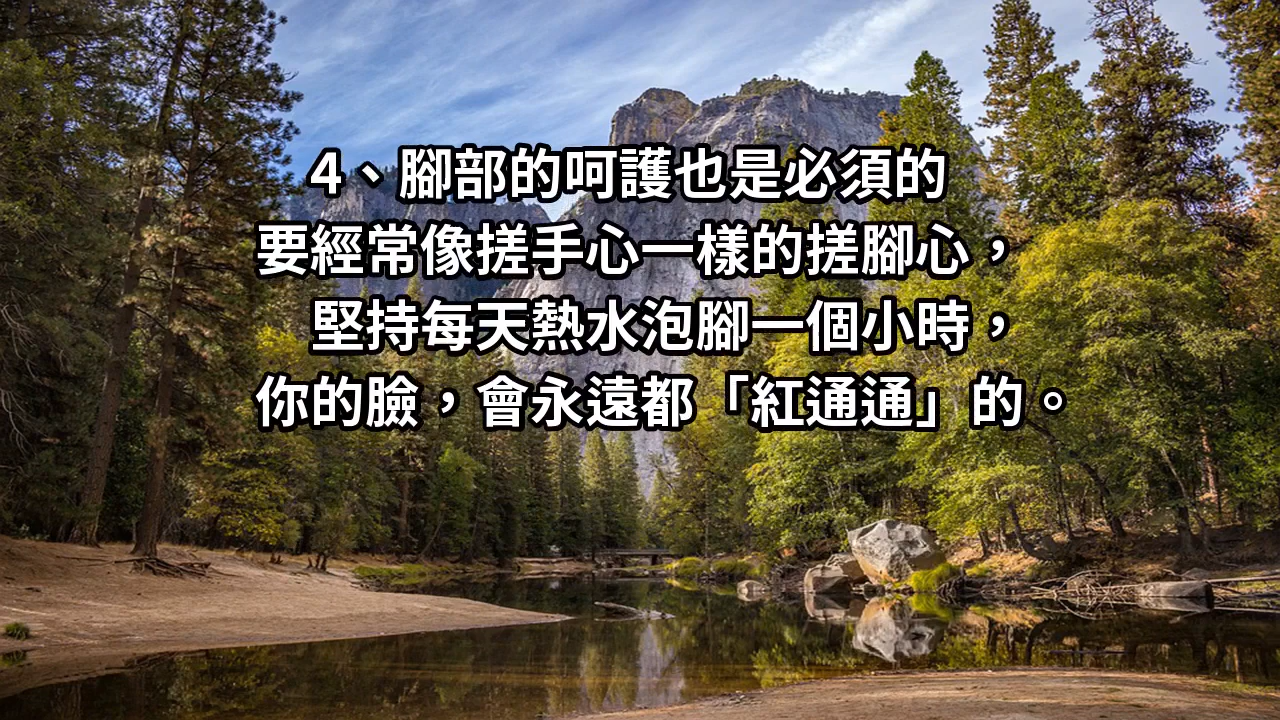 4、腳部的呵護也是必須的
要經常像搓手心一樣的搓腳心，
堅持每天熱水泡腳一個小時，
你的臉，會永遠都「紅通通」的。